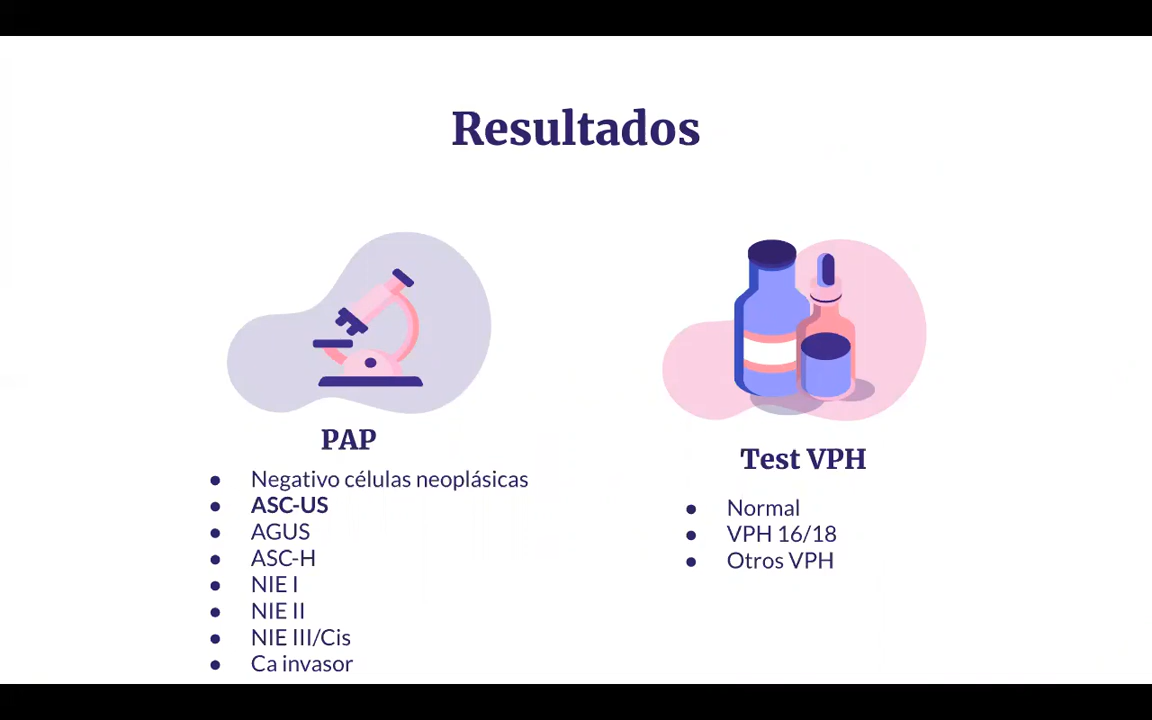 Resultados
PAP
● Negativo células neoplásicas
● ASC-US
● AGUS
● ASC-H
● NIE I
● NIE II
● NIE III/Cis
● Ca invasor
Test VPH
● Normal
● VPH 16/18
● Otros VPH